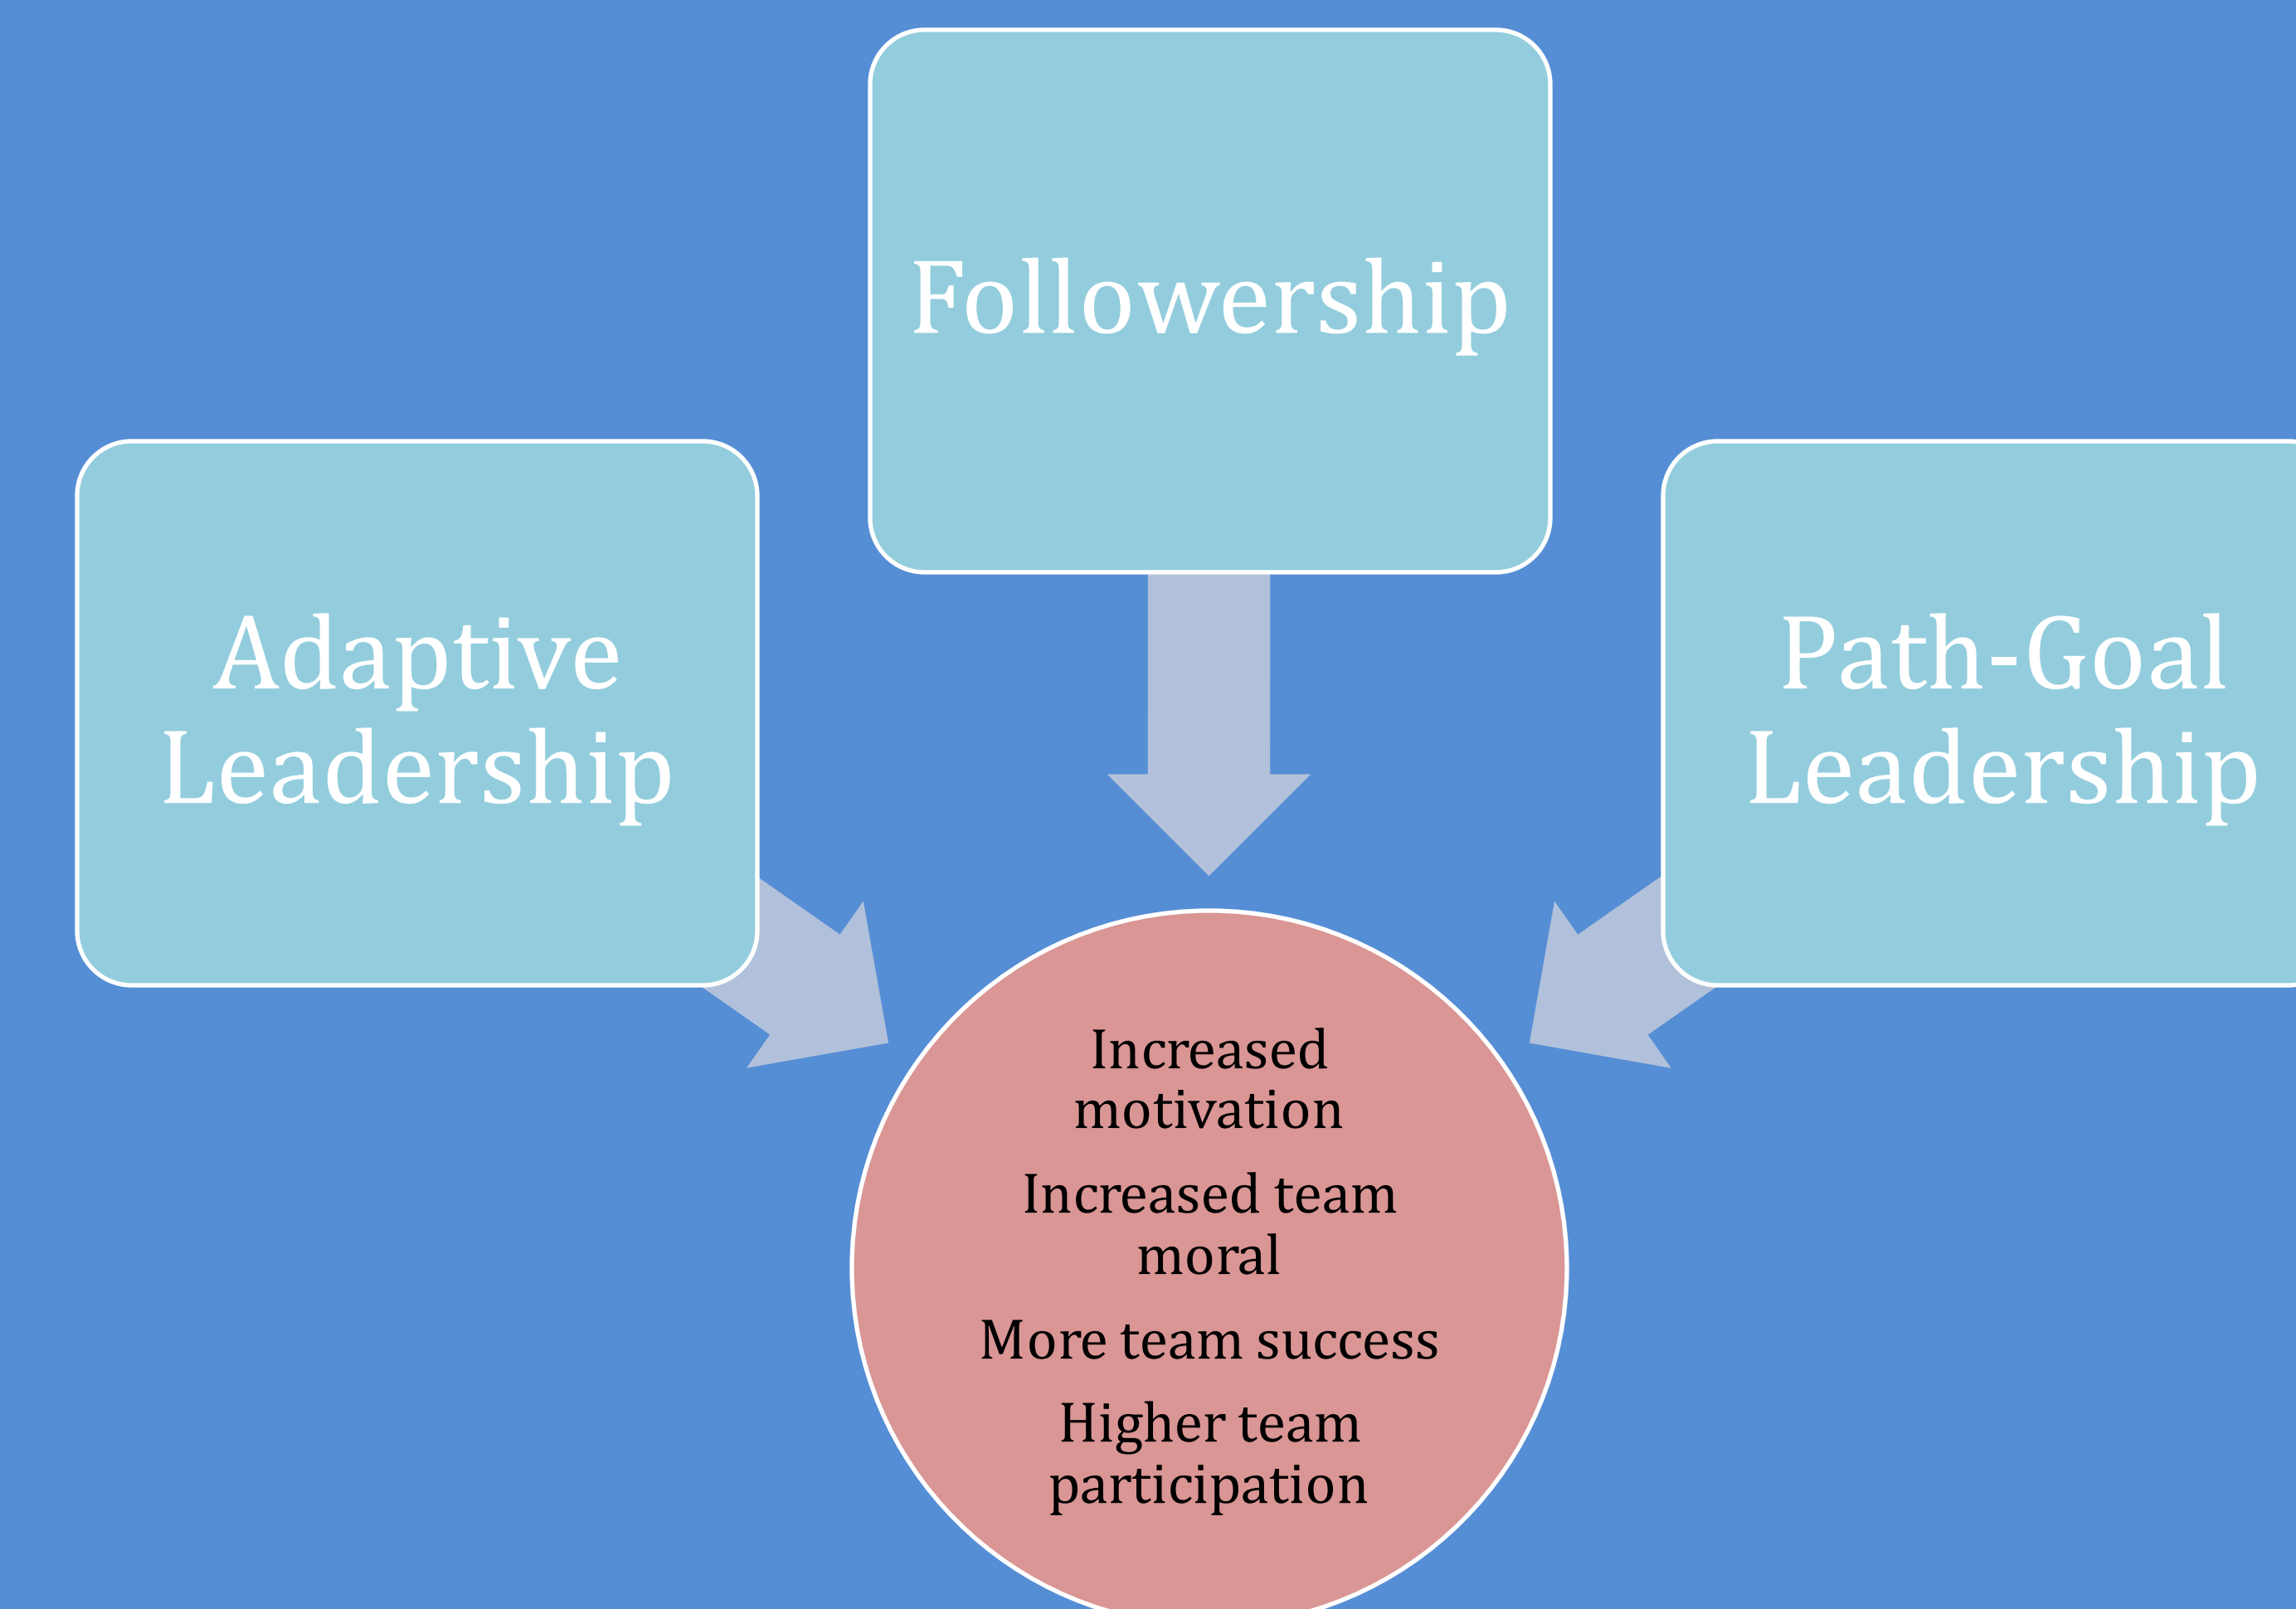 Followership
Adaptive
Leadership
Path-Goal
Leadership
Increased
motivation
Increased team
moral
More team success
Higher team
participation